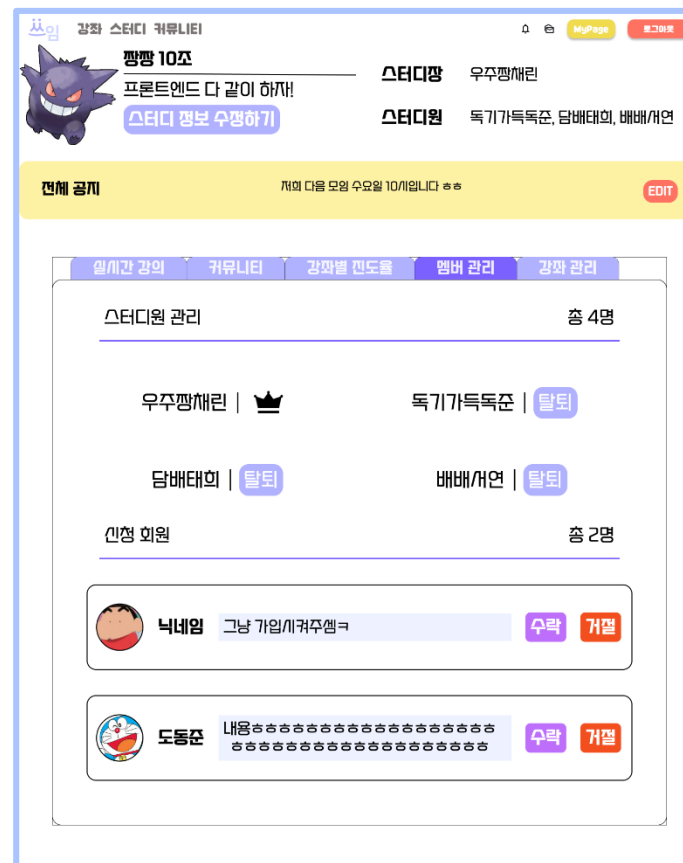 쓰임 강좌 스터디 커뮤니티 MyPage 로그아웃
짱짱 10조
프론트엔드 다 같이 하자!
스터디 정보 수정하기
스터디장 우주짱채린
스터디원 독기가득독준, 담배태희, 배배서연
전체 공지 저희 다음 모임 수요일 10시입니다 ㅎㅎ EDIT
실시간 강의 커뮤니티 강좌별 진도율 멤버 관리 강좌 관리
스터디원 관리 총 4명
우주짱채린 | 독기가득독준 | 탈퇴
담배태희 | 탈퇴 배배서연 | 탈퇴
신청 회원 총 2명
닉네임 그냥 가입시켜주셈ㅋ 수락 거절
도동준 내용ㅎㅎㅎㅎㅎㅎㅎㅎㅎㅎㅎㅎㅎㅎㅎㅎㅎㅎ 수락 거절
ㅎㅎㅎㅎㅎㅎㅎㅎㅎㅎㅎㅎㅎㅎㅎㅎㅎㅎㅎ